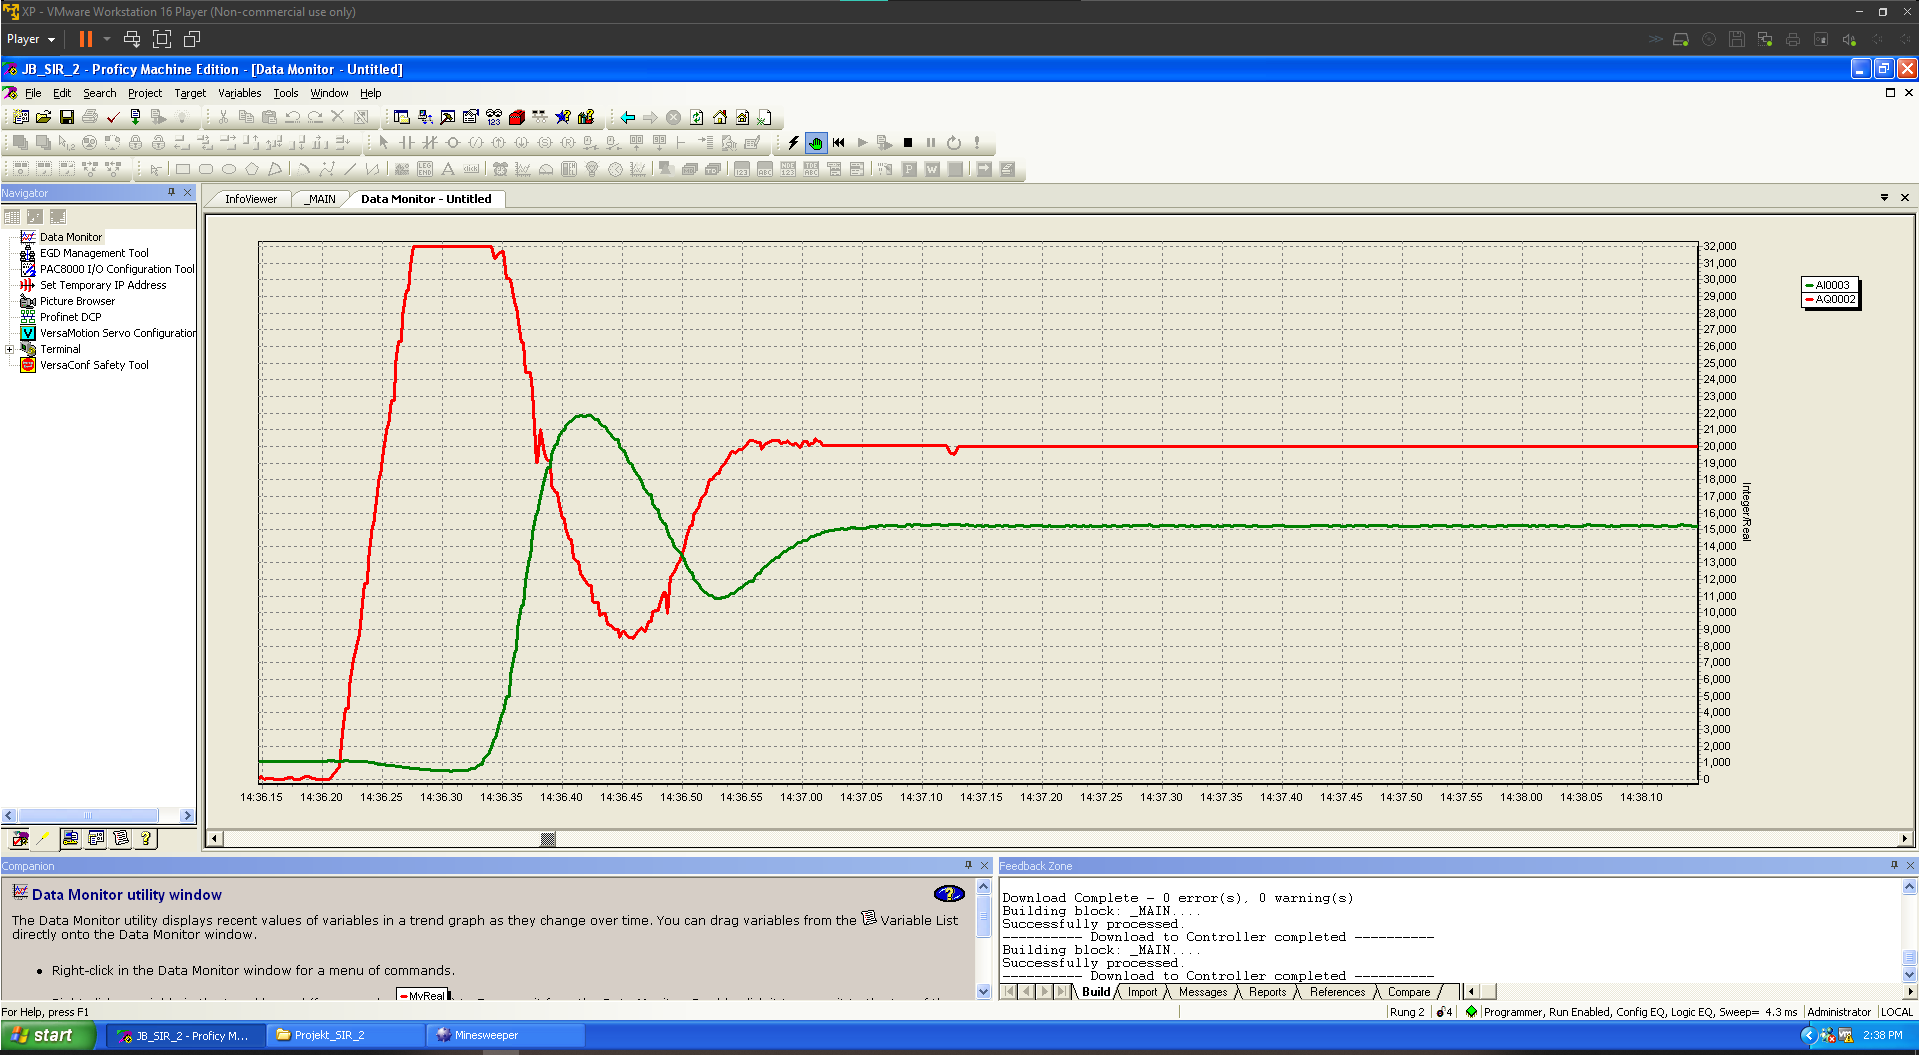 XP - VMware Workstation 16 Player (Non-commercial use only)
Player
JB_SIR_2 - Proficy Machine Edition - [Data Monitor - Untitled]
File Edit Search Project Target Variables Tools Window Help
Navigator
InfoViewer _MAIN Data Monitor - Untitled
Data Monitor
EGD Management Tool
PAC8000 I/O Configuration Tool
Set Temporary IP Address
Picture Browser
Profinet DCP
VersaMotion Servo Configuration
Terminal
VersaConf Safety Tool
32,000
31,000
30,000
29,000
28,000
27,000
26,000
25,000
24,000
23,000
22,000
21,000
20,000
19,000
18,000
17,000
16,000
15,000
14,000
13,000
12,000
11,000
10,000
9,000
8,000
7,000
6,000
5,000
4,000
3,000
2,000
1,000
0
Integer/Real
AI0003
AQ0002
14:36.15 14:36.20 14:36.25 14:36.30 14:36.35 14:36.40 14:36.45 14:36.50 14:36.55 14:37.00 14:37.05 14:37.10 14:37.15 14:37.20 14:37.25 14:37.30 14:37.35 14:37.40 14:37.45 14:37.50 14:37.55 14:38.00 14:38.05 14:38.10
Companion
Data Monitor utility window
The Data Monitor utility displays recent values of variables in a trend graph as they change over time. You can drag variables from the Variable List
directly onto the Data Monitor window.
• Right-click in the Data Monitor window for a menu of commands.
MyReal
Feedback Zone
Download Complete - 0 error(s), 0 warning(s)
Building block: _MAIN....
Successfully processed.
---------- Download to Controller completed ----------
Building block: _MAIN....
Successfully processed.
---------- Download to Controller completed ----------
Build Import Messages Reports References Compare
For Help, press F1
Rung 2 4 Programmer, Run Enabled, Config EQ, Logic EQ, Sweep= 4.3 ms Administrator LOCAL
start JB_SIR_2 - Proficy M... Projekt_SIR_2 Minesweeper 2:38 PM